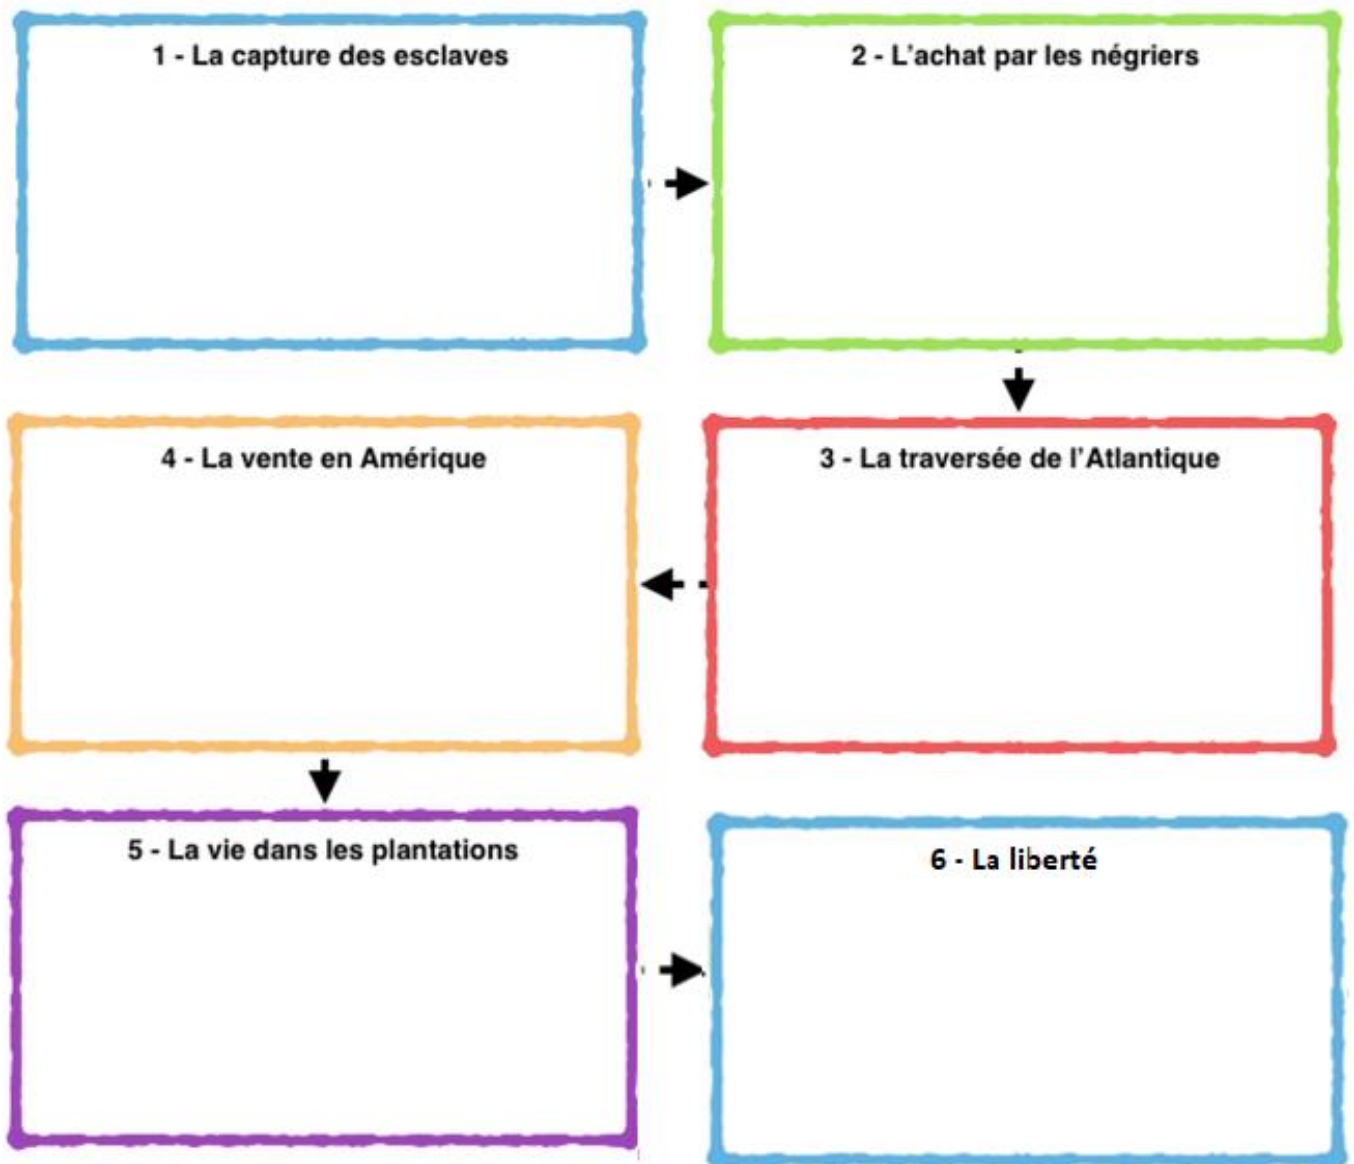 1 - La capture des esclaves
2 - L'achat par les négriers
3 - La traversée de l'Atlantique
4 - La vente en Amérique
5 - La vie dans les plantations
6 - La liberté